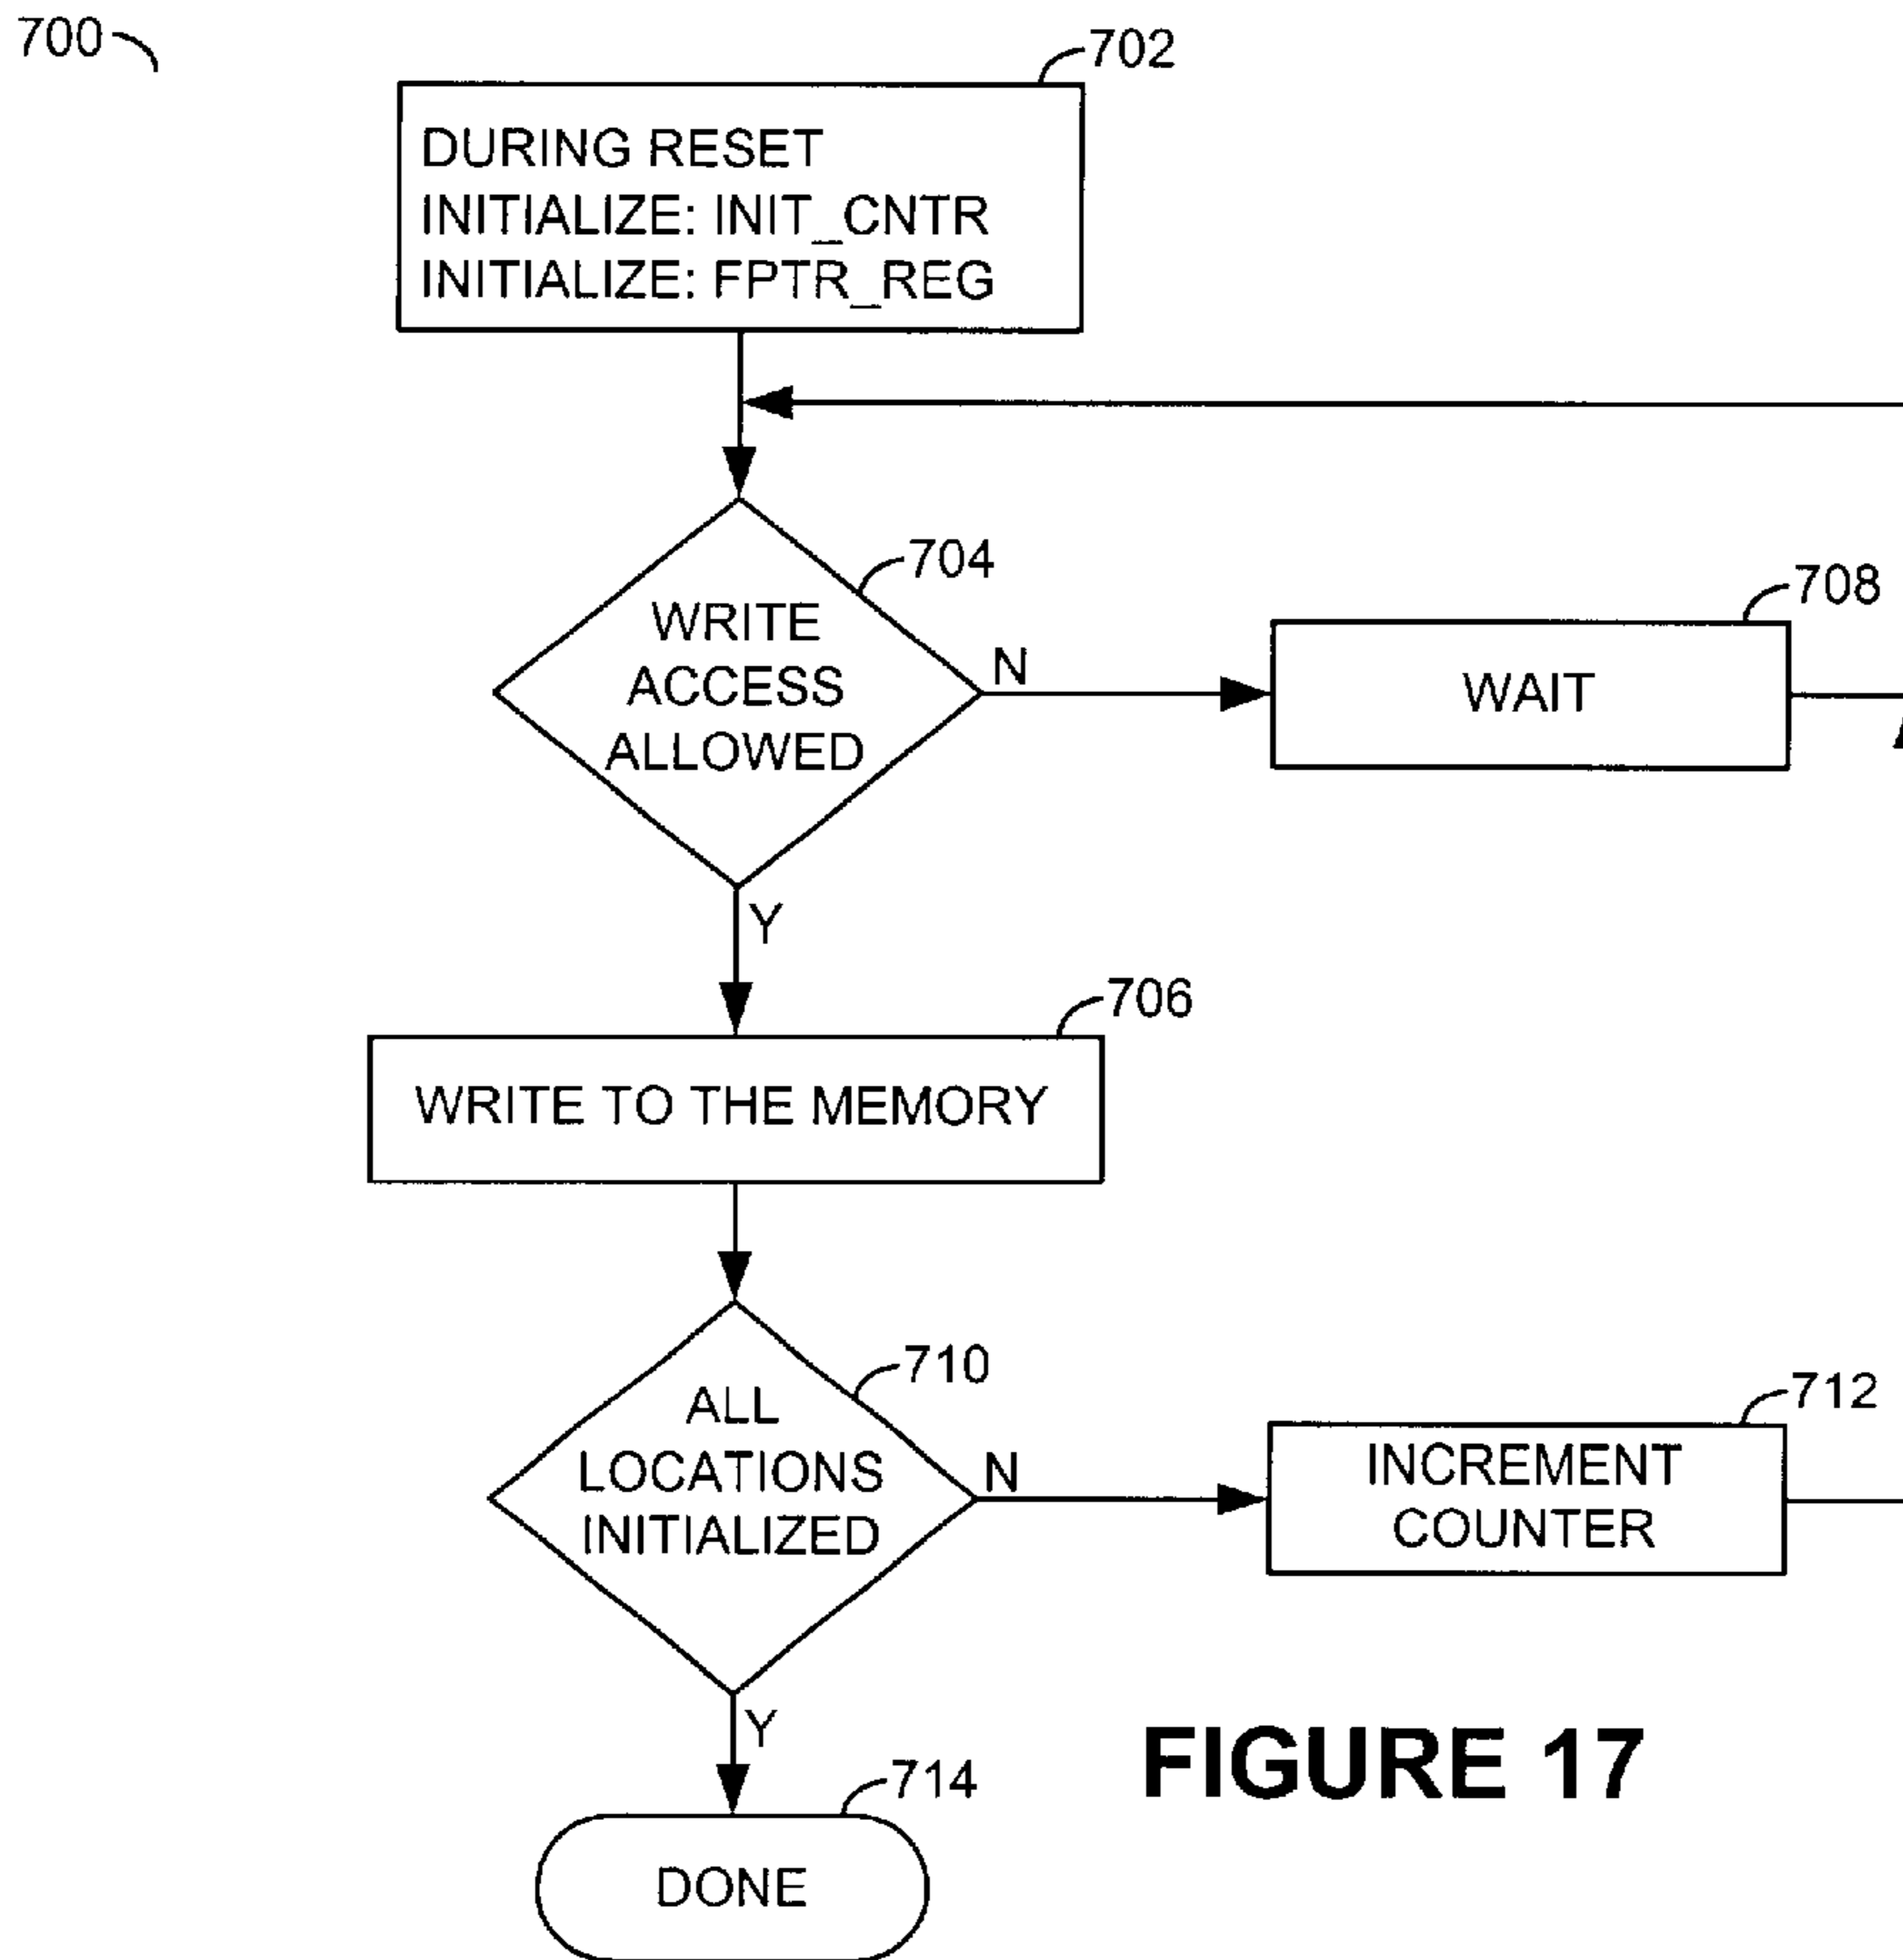 700
702
DURING RESET
INITIALIZE: INIT_CNTR
INITIALIZE: FPTR_REG
704
WRITE
ACCESS
ALLOWED
N
708
WAIT
Y
706
WRITE TO THE MEMORY
710
ALL
LOCATIONS
INITIALIZED
N
712
INCREMENT
COUNTER
Y
714
DONE
FIGURE 17